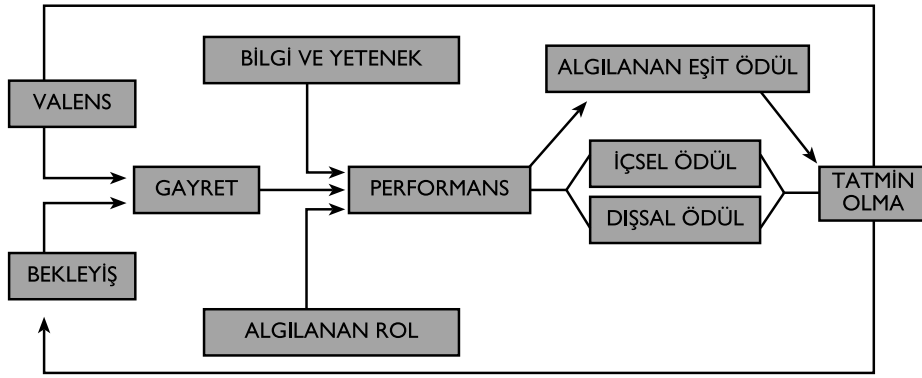 BİLGİ VE YETENEK
ALGILANAN EŞİT ÖDÜL
VALENS
GAYRET
PERFORMANS
İÇSEL ÖDÜL
DIŞSAL ÖDÜL
TATMİN
OLMA
BEKLEYİŞ
ALGILANAN ROL